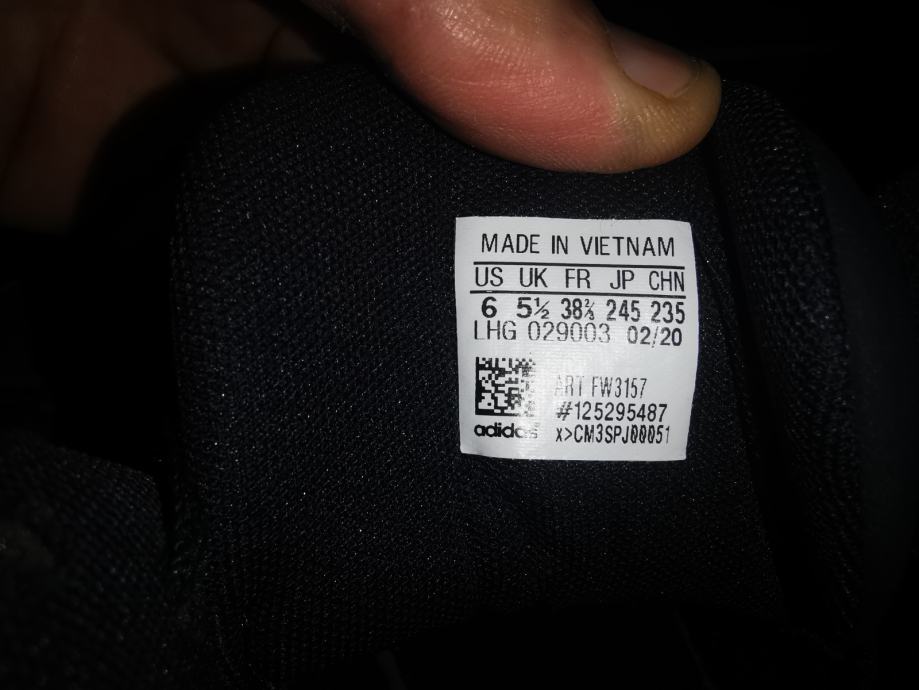 MADE IN VIETNAM
US UK FR JP CHN
6 5½ 38⅔ 245 235
LHG 029003 02/20
ART FW3157
#125295487
adidas x>CM3SPJ00051